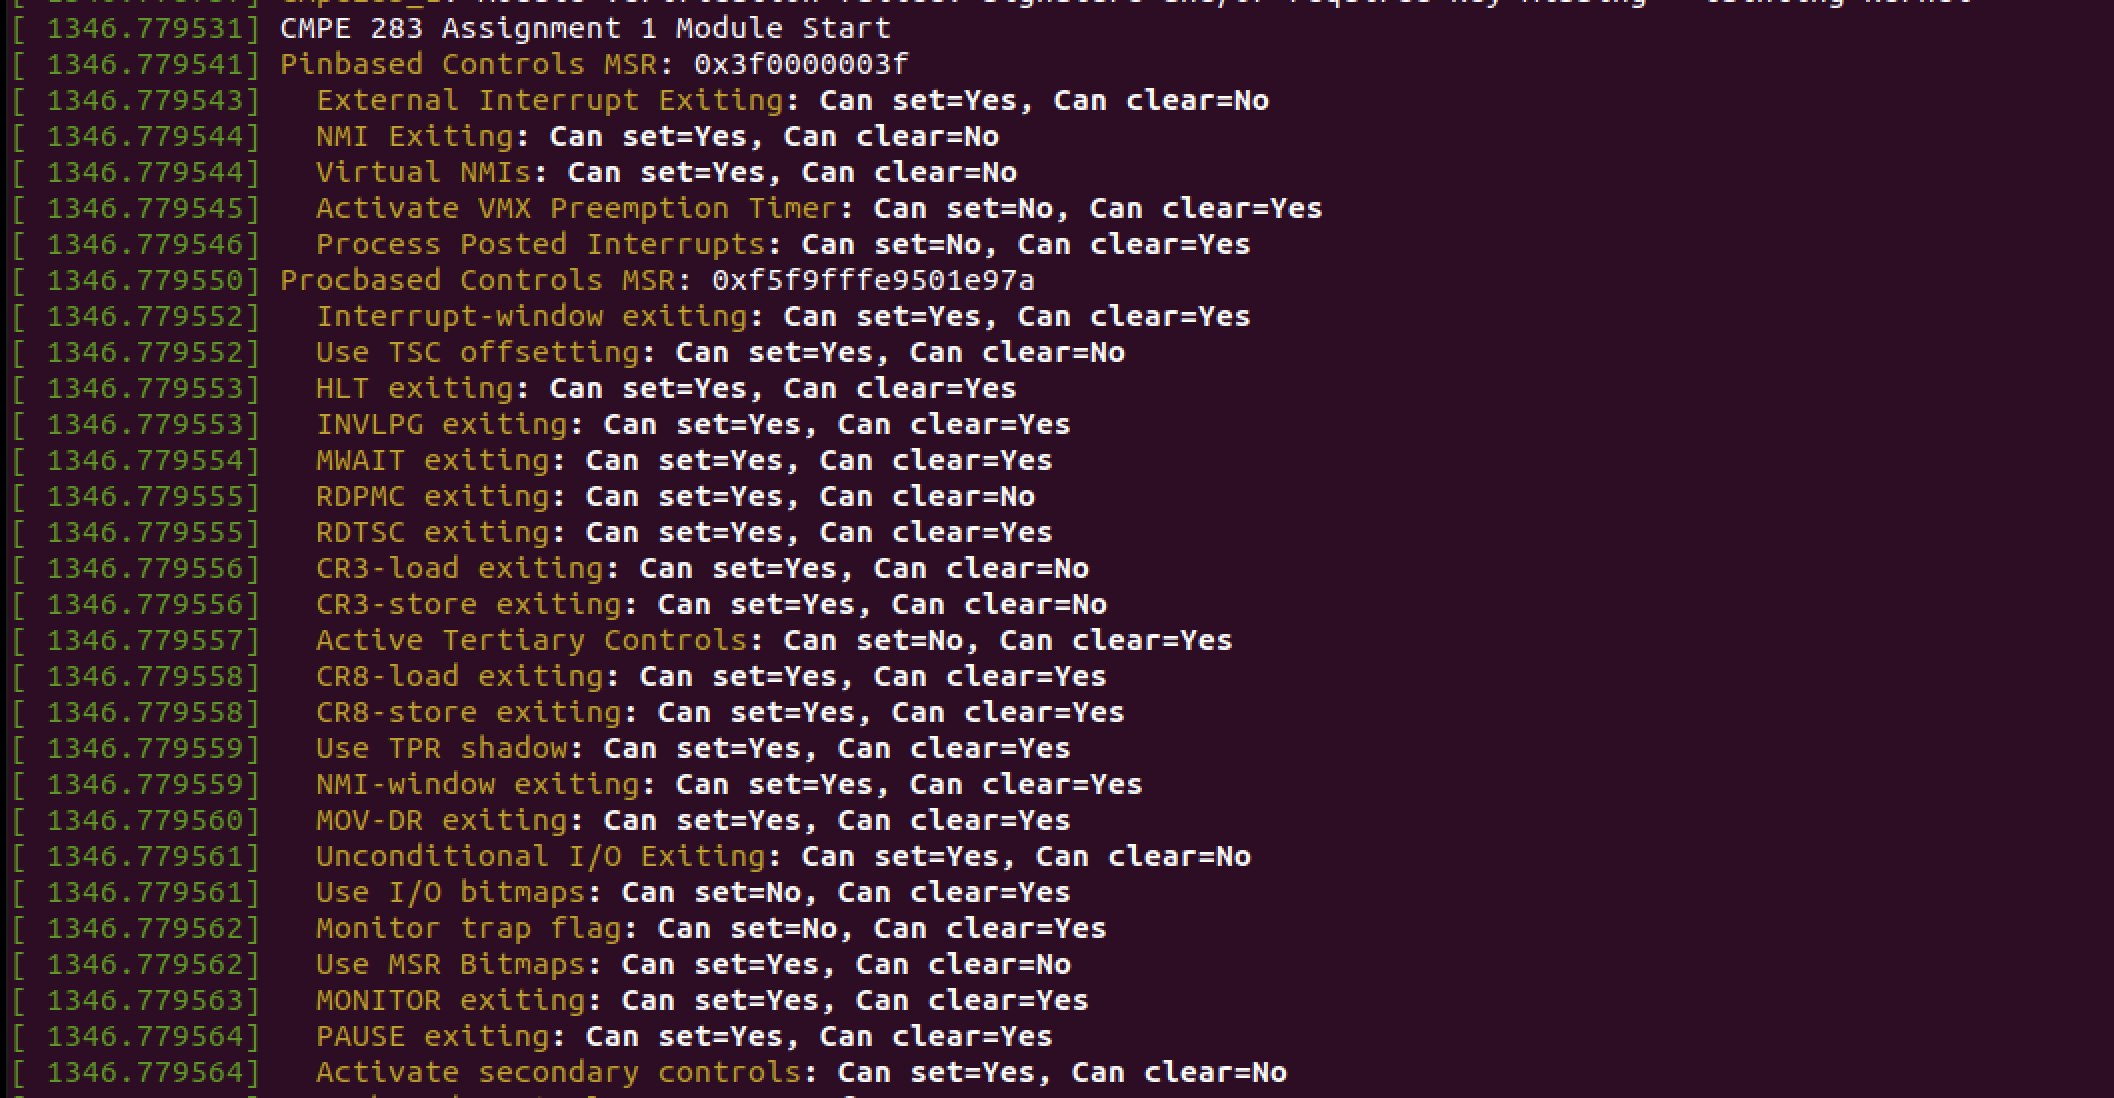 [ 1346.779531] CMPE 283 Assignment 1 Module Start
[ 1346.779541] Pinbased Controls MSR: 0x3f0000003f
[ 1346.779543]   External Interrupt Exiting: Can set=Yes, Can clear=No
[ 1346.779544]   NMI Exiting: Can set=Yes, Can clear=No
[ 1346.779544]   Virtual NMIs: Can set=Yes, Can clear=No
[ 1346.779545]   Activate VMX Preemption Timer: Can set=No, Can clear=Yes
[ 1346.779546]   Process Posted Interrupts: Can set=No, Can clear=Yes
[ 1346.779550] Procbased Controls MSR: 0xf5f9fffe9501e97a
[ 1346.779552]   Interrupt-window exiting: Can set=Yes, Can clear=Yes
[ 1346.779552]   Use TSC offsetting: Can set=Yes, Can clear=No
[ 1346.779553]   HLT exiting: Can set=Yes, Can clear=Yes
[ 1346.779553]   INVLPG exiting: Can set=Yes, Can clear=Yes
[ 1346.779554]   MWAIT exiting: Can set=Yes, Can clear=Yes
[ 1346.779555]   RDPMC exiting: Can set=Yes, Can clear=No
[ 1346.779555]   RDTSC exiting: Can set=Yes, Can clear=Yes
[ 1346.779556]   CR3-load exiting: Can set=Yes, Can clear=No
[ 1346.779556]   CR3-store exiting: Can set=Yes, Can clear=No
[ 1346.779557]   Active Tertiary Controls: Can set=No, Can clear=Yes
[ 1346.779558]   CR8-load exiting: Can set=Yes, Can clear=Yes
[ 1346.779558]   CR8-store exiting: Can set=Yes, Can clear=Yes
[ 1346.779559]   Use TPR shadow: Can set=Yes, Can clear=Yes
[ 1346.779559]   NMI-window exiting: Can set=Yes, Can clear=Yes
[ 1346.779560]   MOV-DR exiting: Can set=Yes, Can clear=Yes
[ 1346.779561]   Unconditional I/O Exiting: Can set=Yes, Can clear=No
[ 1346.779561]   Use I/O bitmaps: Can set=No, Can clear=Yes
[ 1346.779562]   Monitor trap flag: Can set=No, Can clear=Yes
[ 1346.779562]   Use MSR Bitmaps: Can set=Yes, Can clear=No
[ 1346.779563]   MONITOR exiting: Can set=Yes, Can clear=Yes
[ 1346.779564]   PAUSE exiting: Can set=Yes, Can clear=Yes
[ 1346.779564]   Activate secondary controls: Can set=Yes, Can clear=No